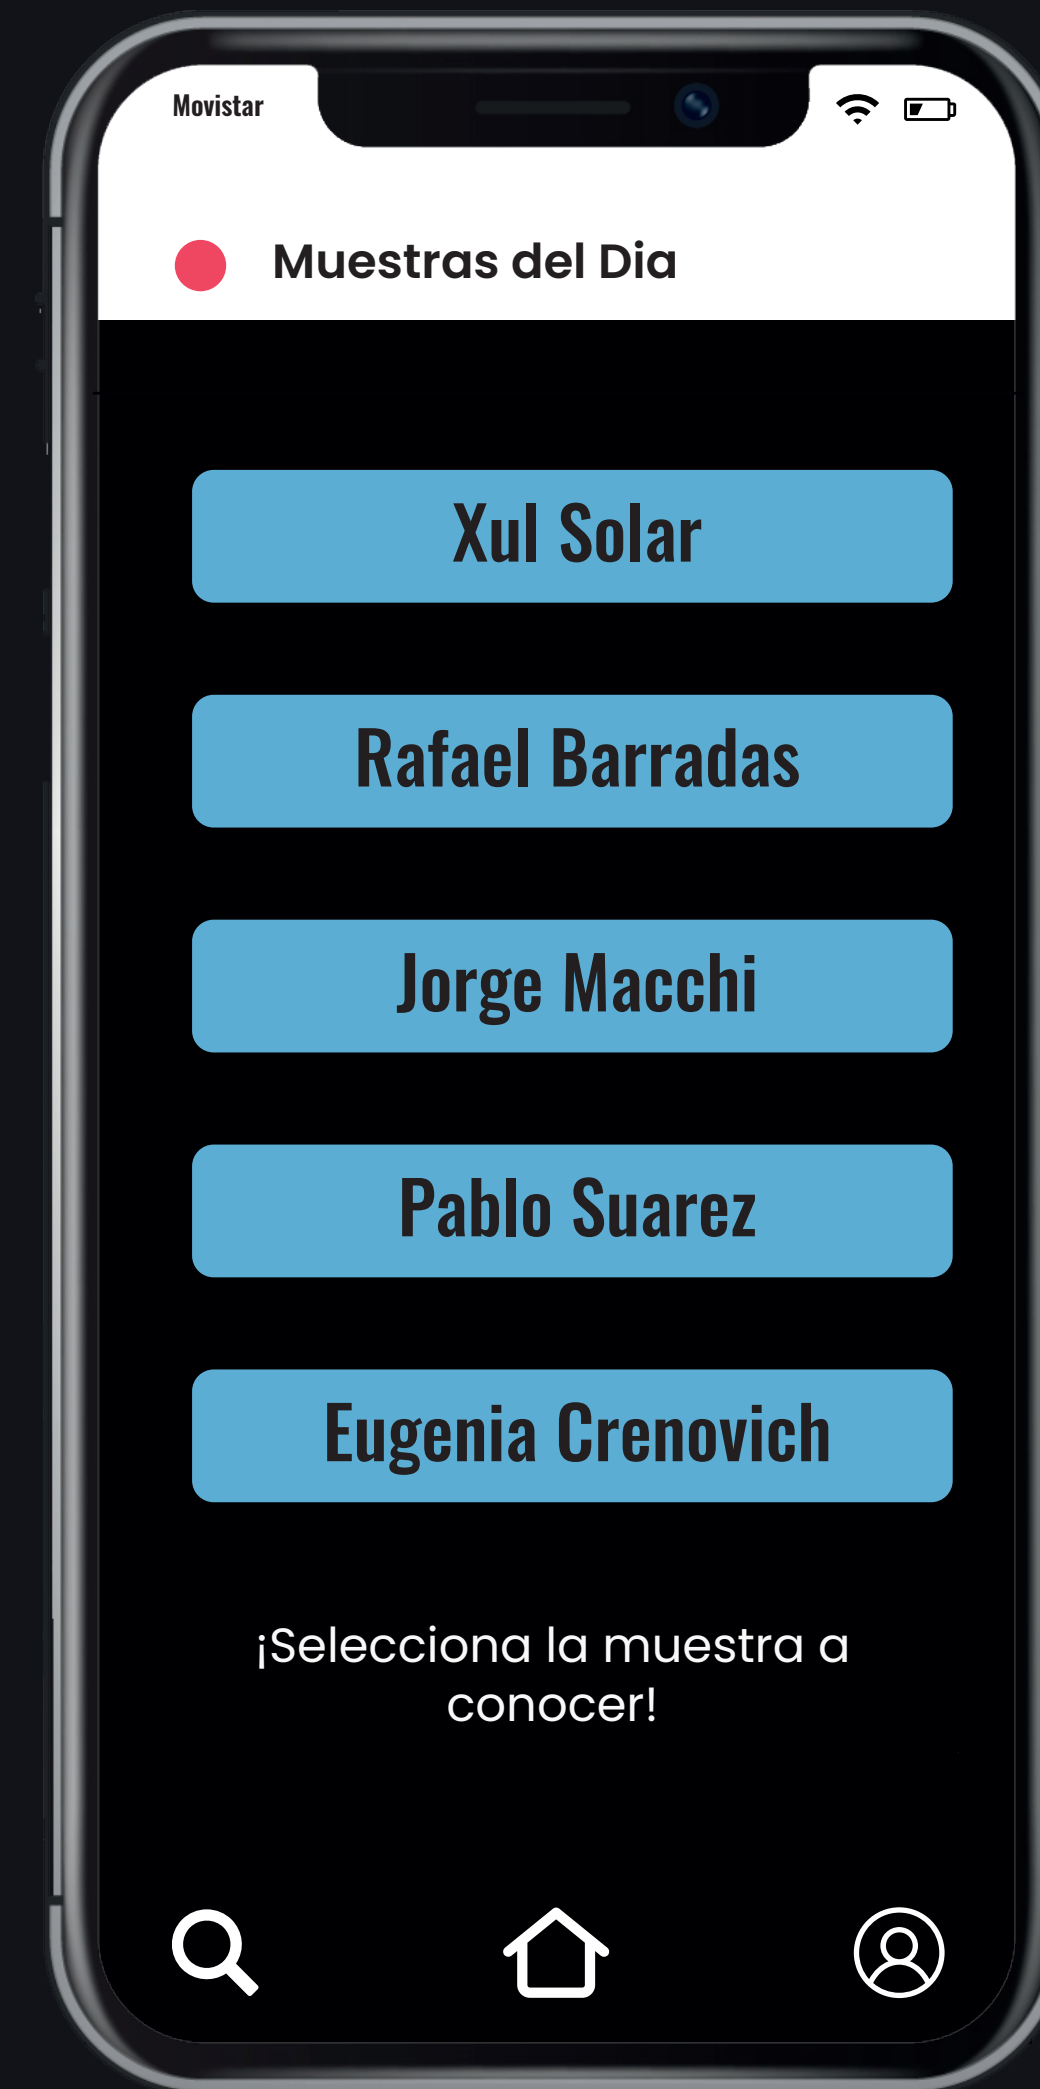 Movistar
Muestras del Dia
Xul Solar
Rafael Barradas
Jorge Macchi
Pablo Suarez
Eugenia Crenovich
¡Selecciona la muestra a
conocer!